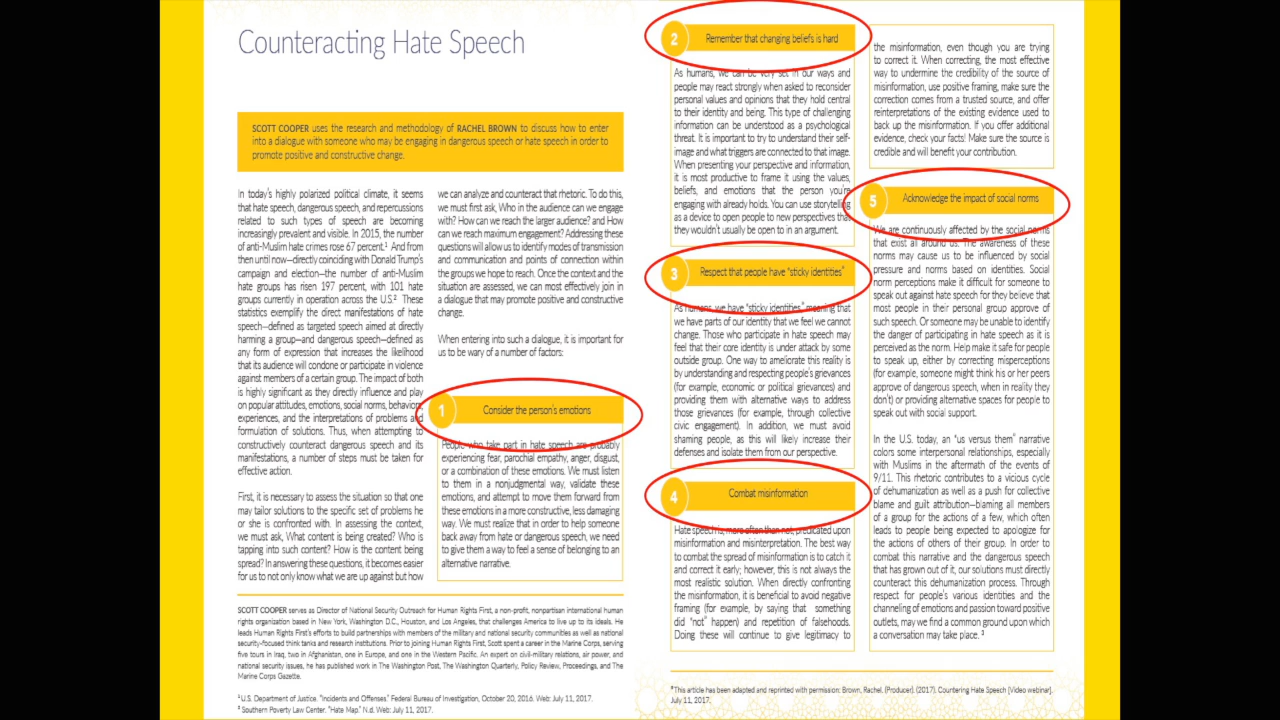 Counteracting Hate Speech
SCOTT COOPER uses the research and methodology of RACHEL BROWN to discuss how to enter
into a dialogue with someone who may be engaging in dangerous speech or hate speech in order to
promote positive and constructive change.
In today's highly polarized political climate, it seems
that hate speech, dangerous speech, and repercussions
related to such types of speech are becoming
increasingly prevalent and visible. In 2015, the number
of anti-Muslim hate crimes rose 67 percent.¹ And from
then until now—directly coinciding with Donald Trump's
campaign and election—the number of anti-Muslim
hate groups has risen 197 percent, with 101 hate
groups currently in operation across the U.S.² These
statistics exemplify the direct manifestations of hate
speech—defined as targeted speech aimed at directly
harming a group—and dangerous speech—defined as
any form of expression that increases the likelihood
that its audience will condone or participate in violence
against members of a certain group. The impact of both
is highly significant as they directly influence and play
on popular attitudes, emotions, social norms, behaviors,
experiences, and the interpretations of problems and
formulation of solutions. Thus, when attempting to
constructively counteract dangerous speech and its
manifestations, a number of steps must be taken for
effective action.
First, it is necessary to assess the situation so that one
may tailor solutions to the specific set of problems he
or she is confronted with. In assessing the context,
we must ask, What content is being created? Who is
tapping into such content? How is the content being
spread? In answering these questions, it becomes easier
for us to not only know what we are up against but how
we can analyze and counteract that rhetoric. To do this,
we must first ask, Who in the audience can we engage
with? How can we reach the larger audience? and How
can we reach maximum engagement? Addressing these
questions will allow us to identify modes of transmission
and communication and points of connection within
the groups we hope to reach. Once the context and the
situation are assessed, we can most effectively join in
a dialogue that may promote positive and constructive
change.
When entering into such a dialogue, it is important for
us to be wary of a number of factors:
1 Consider the person's emotions
People who take part in hate speech are probably
experiencing fear, parochial empathy, anger, disgust,
or a combination of these emotions. We must listen
to them in a nonjudgmental way, validate these
emotions, and attempt to move them forward from
these emotions in a more constructive, less damaging
way. We must realize that in order to help someone
back away from hate or dangerous speech, we need
to give them a way to feel a sense of belonging to an
alternative narrative.
SCOTT COOPER serves as Director of National Security Outreach for Human Rights First, a non-profit, nonpartisan international human
rights organization based in New York, Washington D.C., Houston, and Los Angeles, that challenges America to live up to its ideals. He
leads Human Rights First's efforts to build partnerships with members of the military and national security communities as well as national
security-focused think tanks and research institutions. Prior to joining Human Rights First, Scott spent a career in the Marine Corps, serving
five tours in Iraq, two in Afghanistan, one in Europe, and one in the Western Pacific. An expert on civil-military relations, air power, and
national security issues, he has published work in The Washington Post, The Washington Quarterly, Policy Review, Proceedings, and The
Marine Corps Gazette.
¹ U.S. Department of Justice. "Incidents and Offenses." Federal Bureau of Investigation, October 20, 2016. Web: July 11, 2017.
² Southern Poverty Law Center. "Hate Map." N.d. Web: July 11, 2017.
2 Remember that changing beliefs is hard
As humans, we can be very set in our ways and
people may react strongly when asked to reconsider
personal values and opinions that they hold central
to their identity and being. This type of challenging
information can be understood as a psychological
threat. It is important to try to understand their self-
image and what triggers are connected to that image.
When presenting your perspective and information,
it is most productive to frame it using the values,
beliefs, and emotions that the person you're
engaging with already holds. You can use storytelling
as a device to open people to new perspectives that
they wouldn't usually be open to in an argument.
3 Respect that people have "sticky identities"
As humans, we have "sticky identities," meaning that
we have parts of our identity that we feel we cannot
change. Those who participate in hate speech may
feel that their core identity is under attack by some
outside group. One way to ameliorate this reality is
by understanding and respecting people's grievances
(for example, economic or political grievances) and
providing them with alternative ways to address
those grievances (for example, through collective
civic engagement). In addition, we must avoid
shaming people, as this will likely increase their
defenses and isolate them from our perspective.
4 Combat misinformation
Hate speech is, more often than not, predicated upon
misinformation and misinterpretation. The best way
to combat the spread of misinformation is to catch it
and correct it early; however, this is not always the
most realistic solution. When directly confronting
the misinformation, it is beneficial to avoid negative
framing (for example, by saying that something
did "not" happen) and repetition of falsehoods.
Doing these will continue to give legitimacy to
the misinformation, even though you are trying
to correct it. When correcting, the most effective
way to undermine the credibility of the source of
misinformation, use positive framing, make sure the
correction comes from a trusted source, and offer
reinterpretations of the existing evidence used to
back up the misinformation. If you offer additional
evidence, check your facts! Make sure the source is
credible and will benefit your contribution.
5 Acknowledge the impact of social norms
We are continuously affected by the social norms
that exist all around us. The awareness of these
norms may cause us to be influenced by social
pressure and norms based on identities. Social
norm perceptions make it difficult for someone to
speak out against hate speech for they believe that
most people in their personal group approve of
such speech. Or someone may be unable to identify
the danger of participating in hate speech as it is
perceived as the norm. Help make it safe for people
to speak up, either by correcting misperceptions
(for example, someone might think his or her peers
approve of dangerous speech, when in reality they
don't) or providing alternative spaces for people to
speak out with social support.
In the U.S. today, an "us versus them" narrative
colors some interpersonal relationships, especially
with Muslims in the aftermath of the events of
9/11. This rhetoric contributes to a vicious cycle
of dehumanization as well as a push for collective
blame and guilt attribution—blaming all members
of a group for the actions of a few, which often
leads to people being expected to apologize for
the actions of others of their group. In order to
combat this narrative and the dangerous speech
that has grown out of it, our solutions must directly
counteract this dehumanization process. Through
respect for people's various identities and the
channeling of emotions and passion toward positive
outlets, may we find a common ground upon which
a conversation may take place. ³
³This article has been adapted and reprinted with permission: Brown, Rachel. (Producer). (2017). Countering Hate Speech [Video webinar].
July 11, 2017.